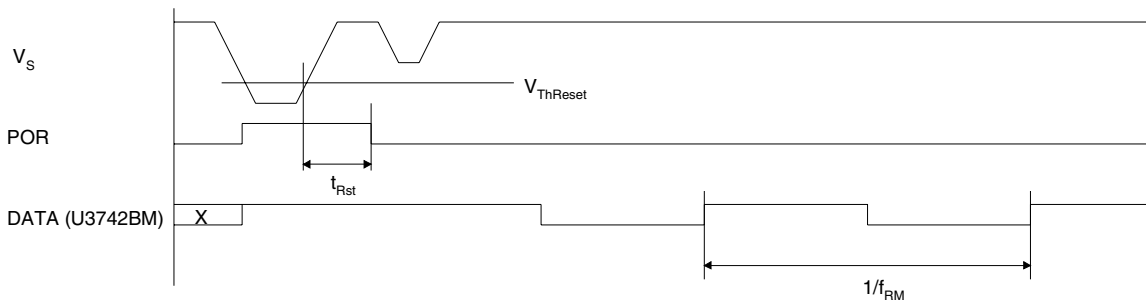 V_S
V_ThReset
POR
t_Rst
DATA (U3742BM)
X
1/f_RM